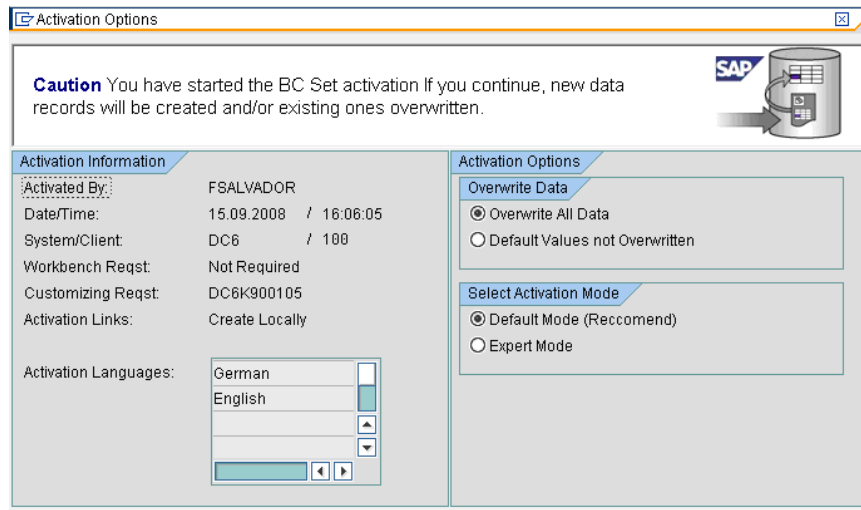 Activation Options
Caution You have started the BC Set activation If you continue, new data
records will be created and/or existing ones overwritten.
SAP
Activation Information
Activated By: FSALVADOR
Date/Time: 15.09.2008 / 16:06:05
System/Client: DC6 / 100
Workbench Reqst: Not Required
Customizing Reqst: DC6K900105
Activation Links: Create Locally
Activation Languages: German
English
Activation Options
Overwrite Data
Overwrite All Data
Default Values not Overwritten
Select Activation Mode
Default Mode (Reccomend)
Expert Mode